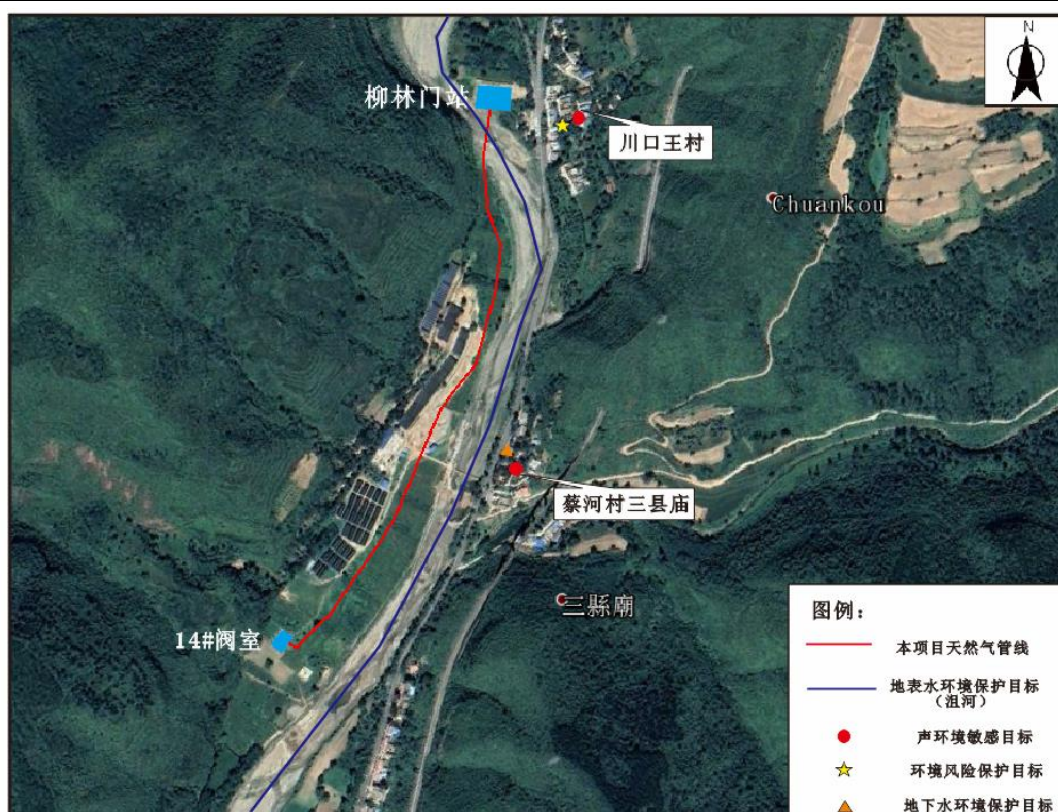 N
柳林门站
川口王村
Chuankou
蔡河村三县庙
三縣廟
14#阀室
图例：
本项目天然气管线
地表水环境保护目标
（沮河）
声环境敏感目标
环境风险保护目标
地下水环境保护目标